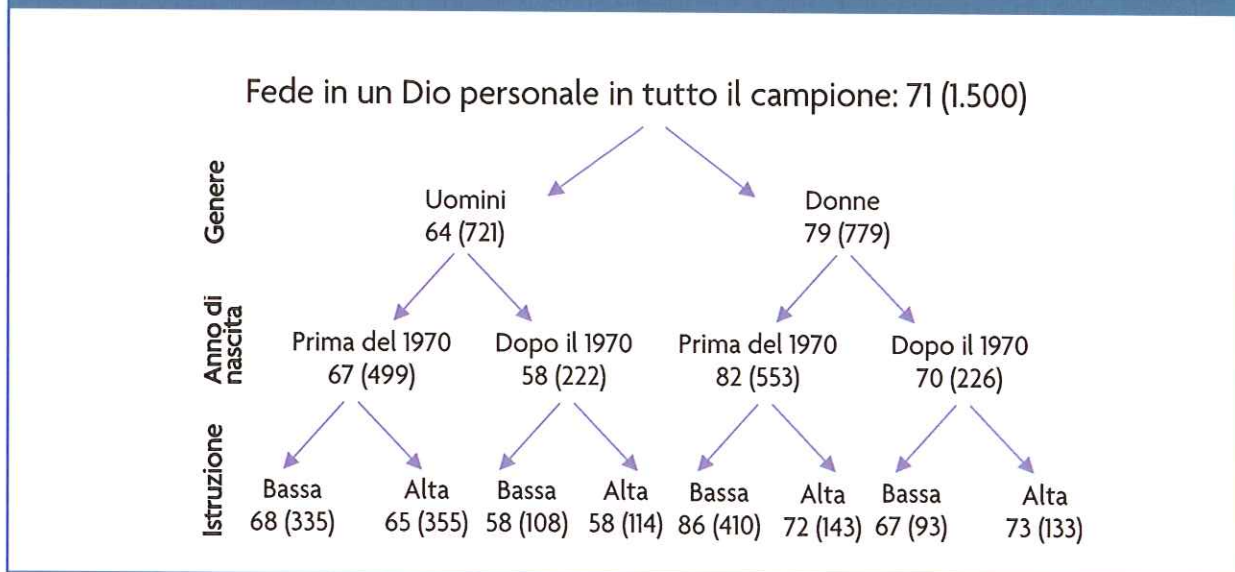 Fede in un Dio personale in tutto il campione: 71 (1.500)
Genere
Uomini
64 (721)
Donne
79 (779)
Anno di
nascita
Prima del 1970
67 (499)
Dopo il 1970
58 (222)
Prima del 1970
82 (553)
Dopo il 1970
70 (226)
Istruzione
Bassa
68 (335)
Alta
65 (355)
Bassa
58 (108)
Alta
58 (114)
Bassa
86 (410)
Alta
72 (143)
Bassa
67 (93)
Alta
73 (133)